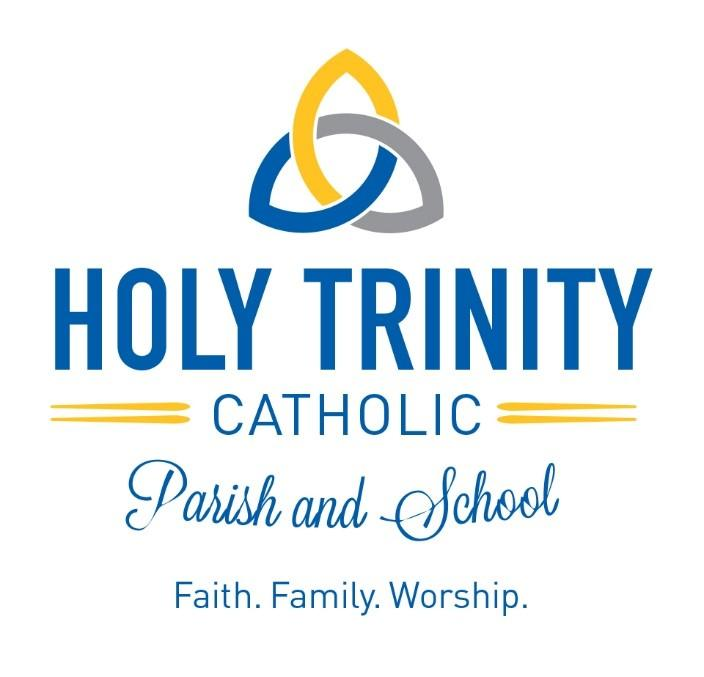 HOLY TRINITY
CATHOLIC
Parish and School
Faith. Family. Worship.